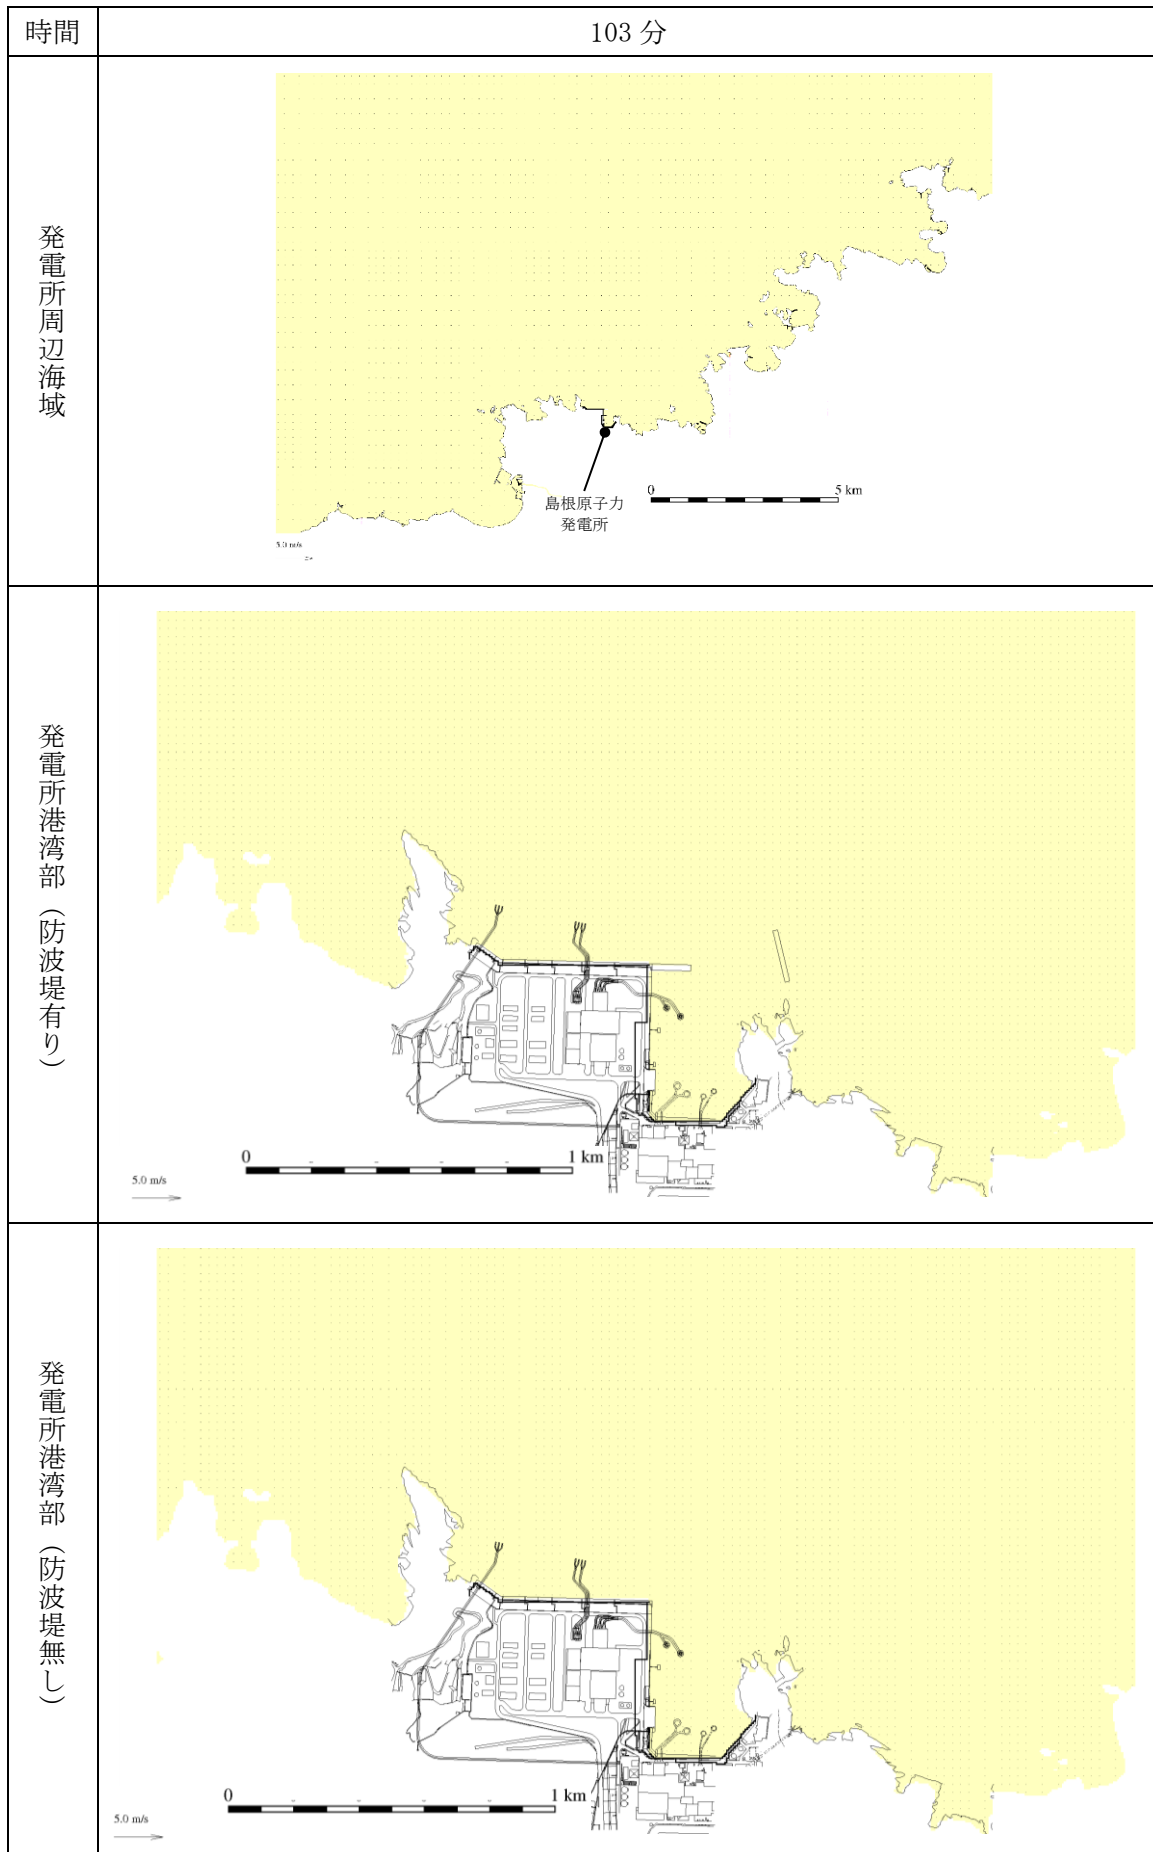 時間
103 分
発電所周辺海域
島根原子力
発電所
0
5 km
5.0 m/s
発電所港湾部（防波堤有り）
0
1 km
5.0 m/s
発電所港湾部（防波堤無し）
0
1 km
5.0 m/s